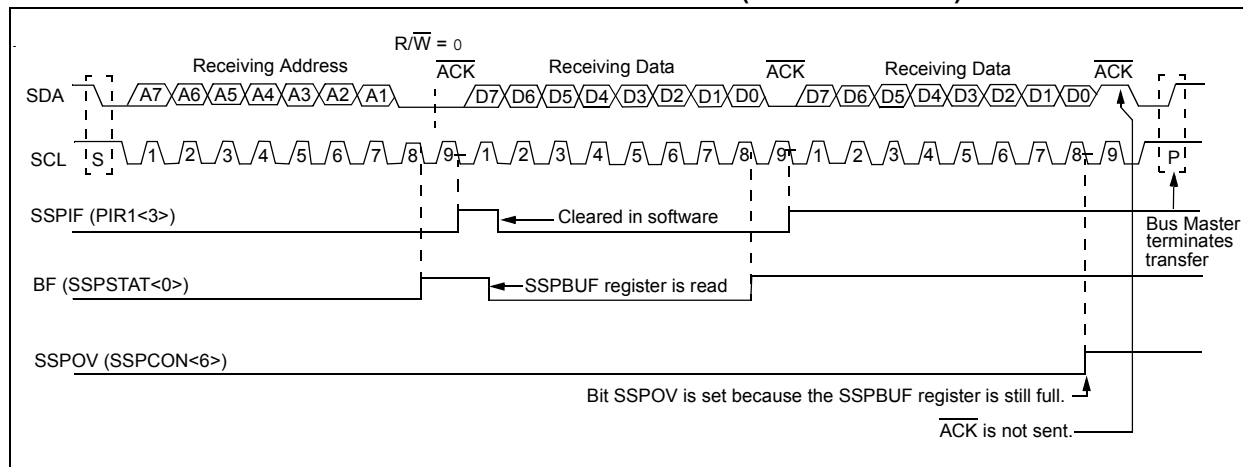 R/W = 0
Receiving Address ACK Receiving Data ACK Receiving Data ACK
SDA A7 A6 A5 A4 A3 A2 A1 D7 D6 D5 D4 D3 D2 D1 D0 D7 D6 D5 D4 D3 D2 D1 D0
SCL S 1 2 3 4 5 6 7 8 9 1 2 3 4 5 6 7 8 9 1 2 3 4 5 6 7 8 9 P
SSPIF (PIR1<3>) Cleared in software
Bus Master
terminates
transfer
BF (SSPSTAT<0>) SSPBUF register is read
SSPOV (SSPCON<6>)
Bit SSPOV is set because the SSPBUF register is still full.
ACK is not sent.